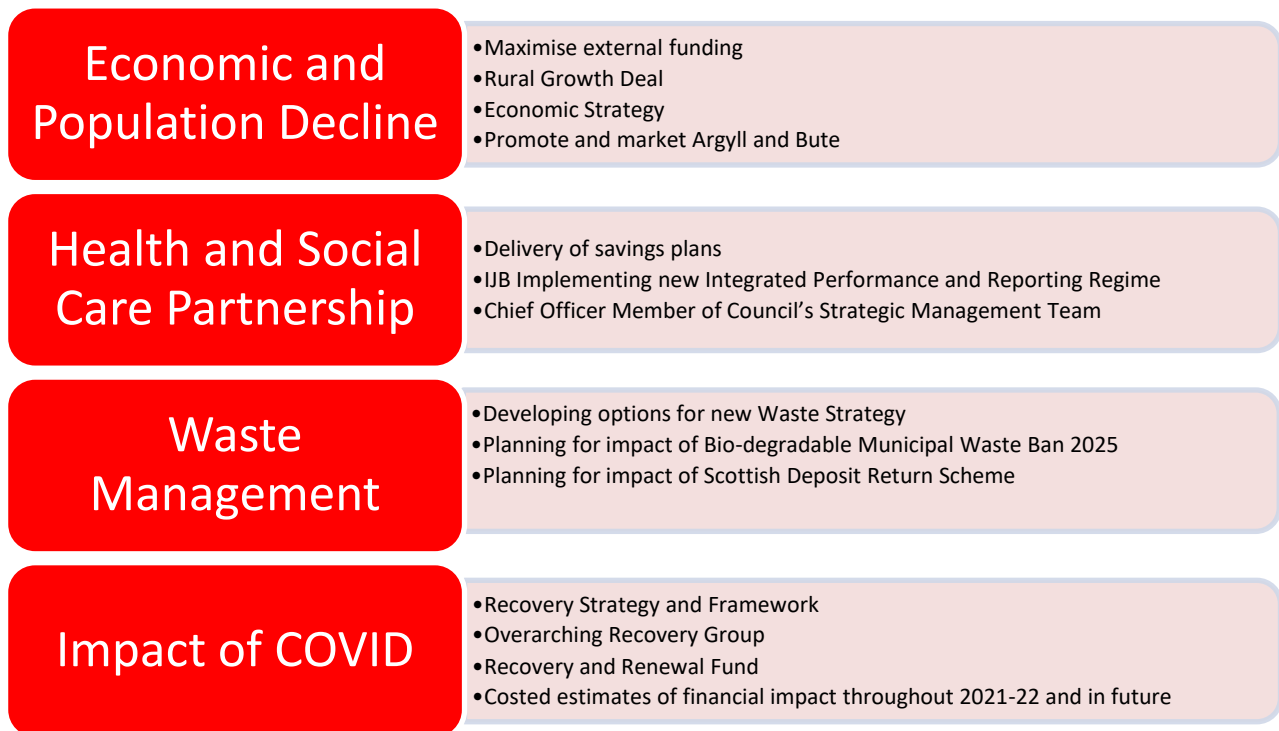 Economic and
Population Decline
•Maximise external funding
•Rural Growth Deal
•Economic Strategy
•Promote and market Argyll and Bute
Health and Social
Care Partnership
•Delivery of savings plans
•IJB Implementing new Integrated Performance and Reporting Regime
•Chief Officer Member of Council’s Strategic Management Team
Waste
Management
•Developing options for new Waste Strategy
•Planning for impact of Bio-degradable Municipal Waste Ban 2025
•Planning for impact of Scottish Deposit Return Scheme
Impact of COVID
•Recovery Strategy and Framework
•Overarching Recovery Group
•Recovery and Renewal Fund
•Costed estimates of financial impact throughout 2021-22 and in future